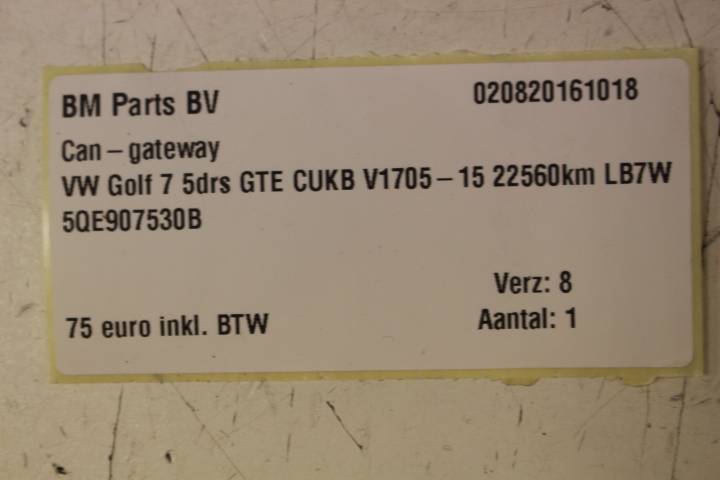 BM Parts BV 020820161018
Can - gateway
VW Golf 7 5drs GTE CUKB V1705 - 15 22560km LB7W
5QE907530B
Verz: 8
75 euro inkl. BTW Aantal: 1